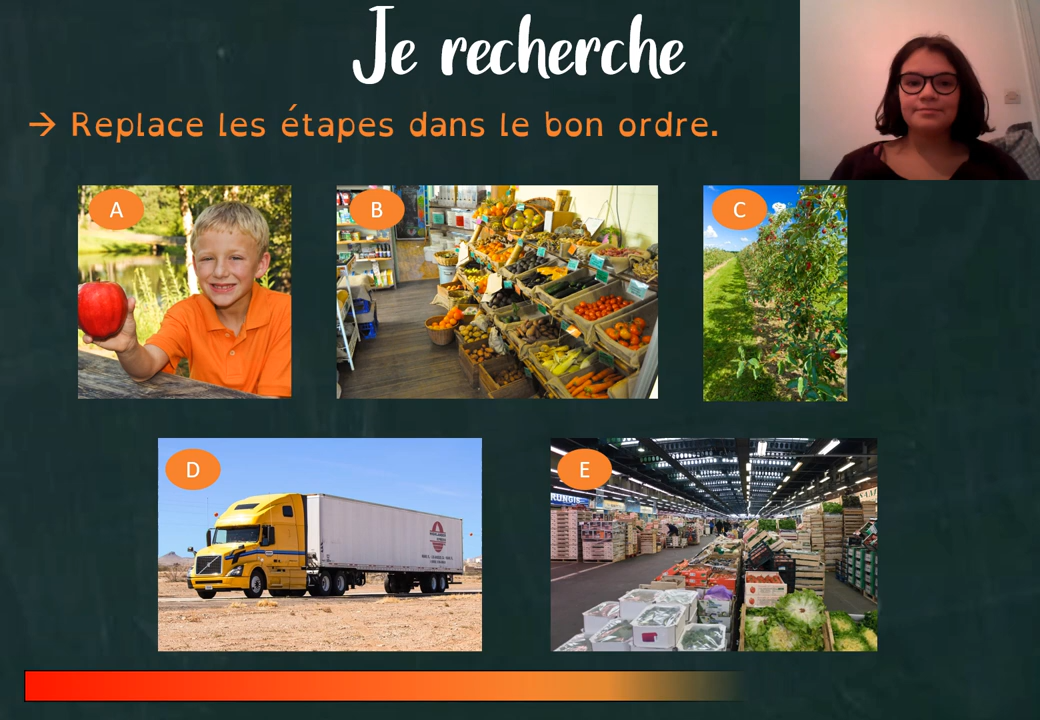 Je recherche
→ Replace les étapes dans le bon ordre.
A
B
C
D
E
RUNGIS